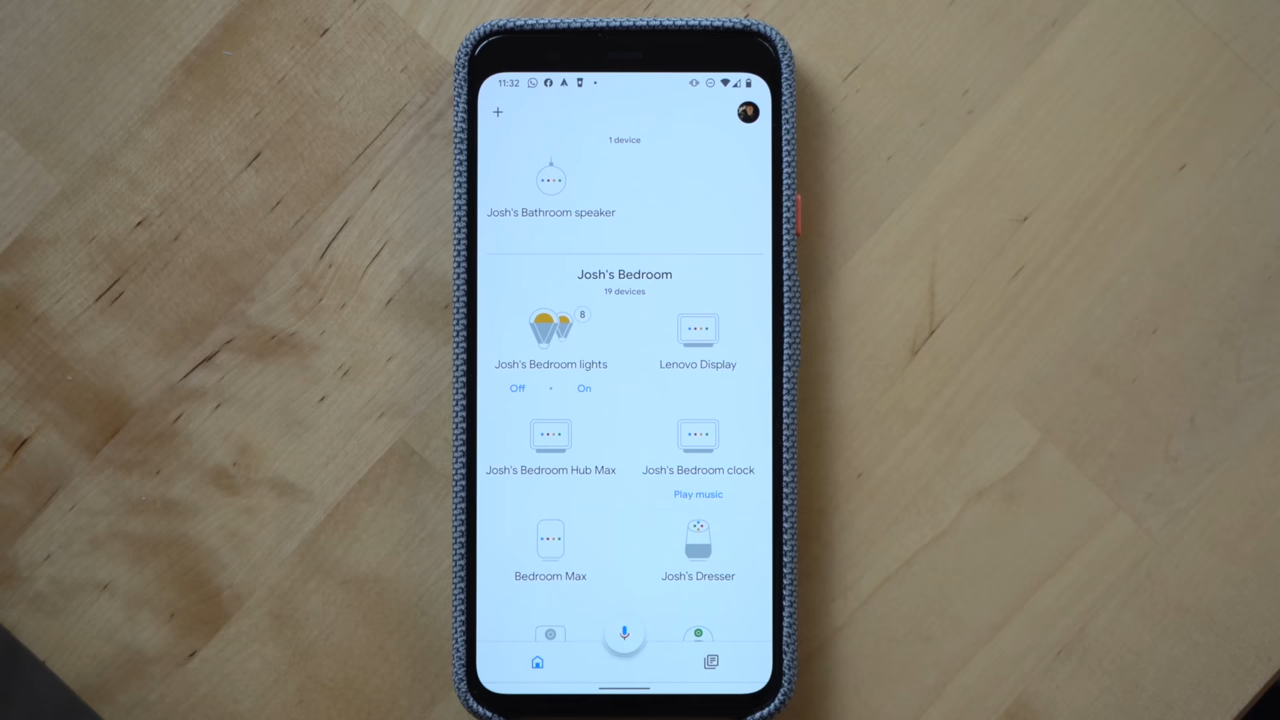 11:32
1 device
Josh's Bathroom speaker
Josh's Bedroom
19 devices
8
Josh's Bedroom lights
Lenovo Display
Off • On
Josh's Bedroom Hub Max
Josh's Bedroom clock
Play music
Bedroom Max
Josh's Dresser